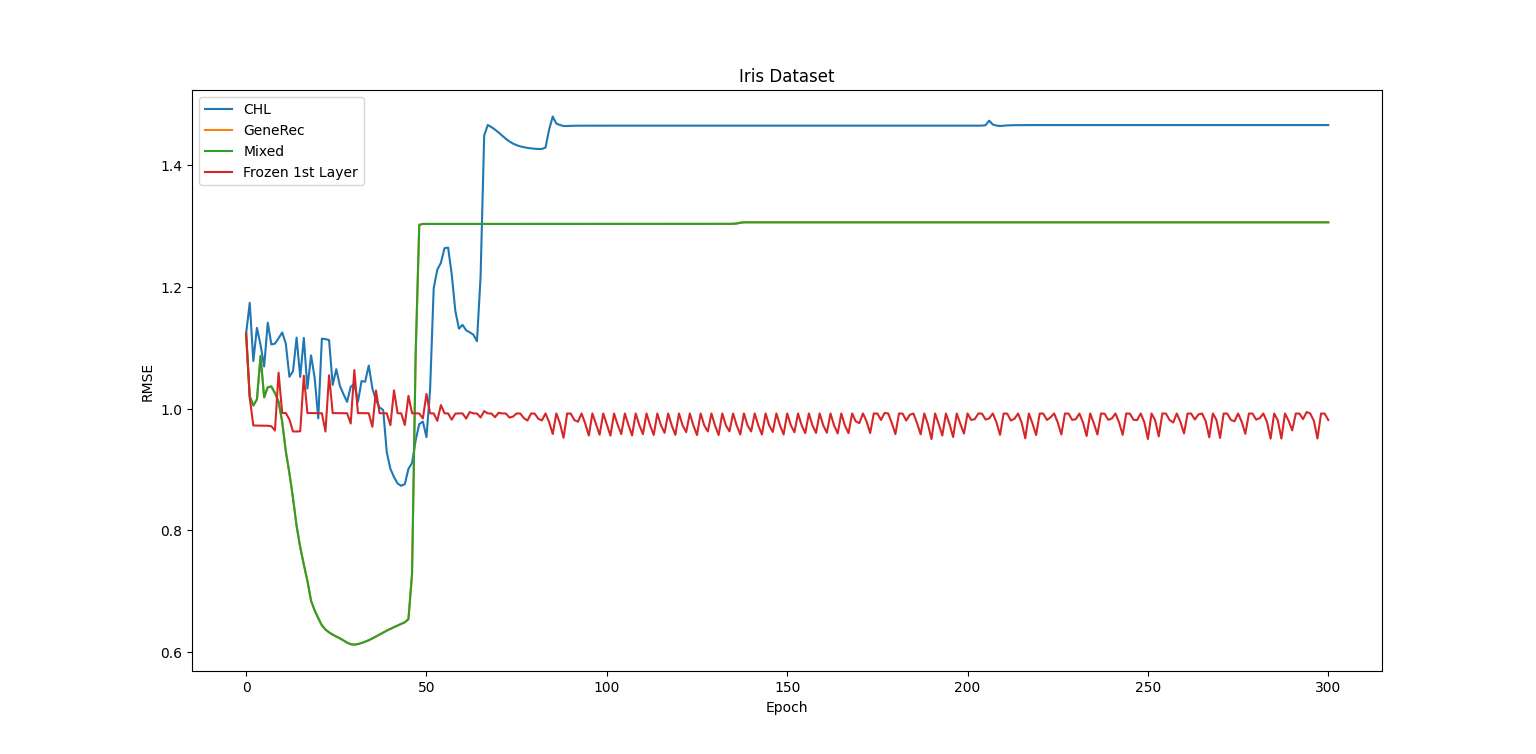 Iris Dataset
CHL
GeneRec
Mixed
Frozen 1st Layer
1.4
1.2
1.0
0.8
0.6
RMSE
0 50 100 150 200 250 300
Epoch